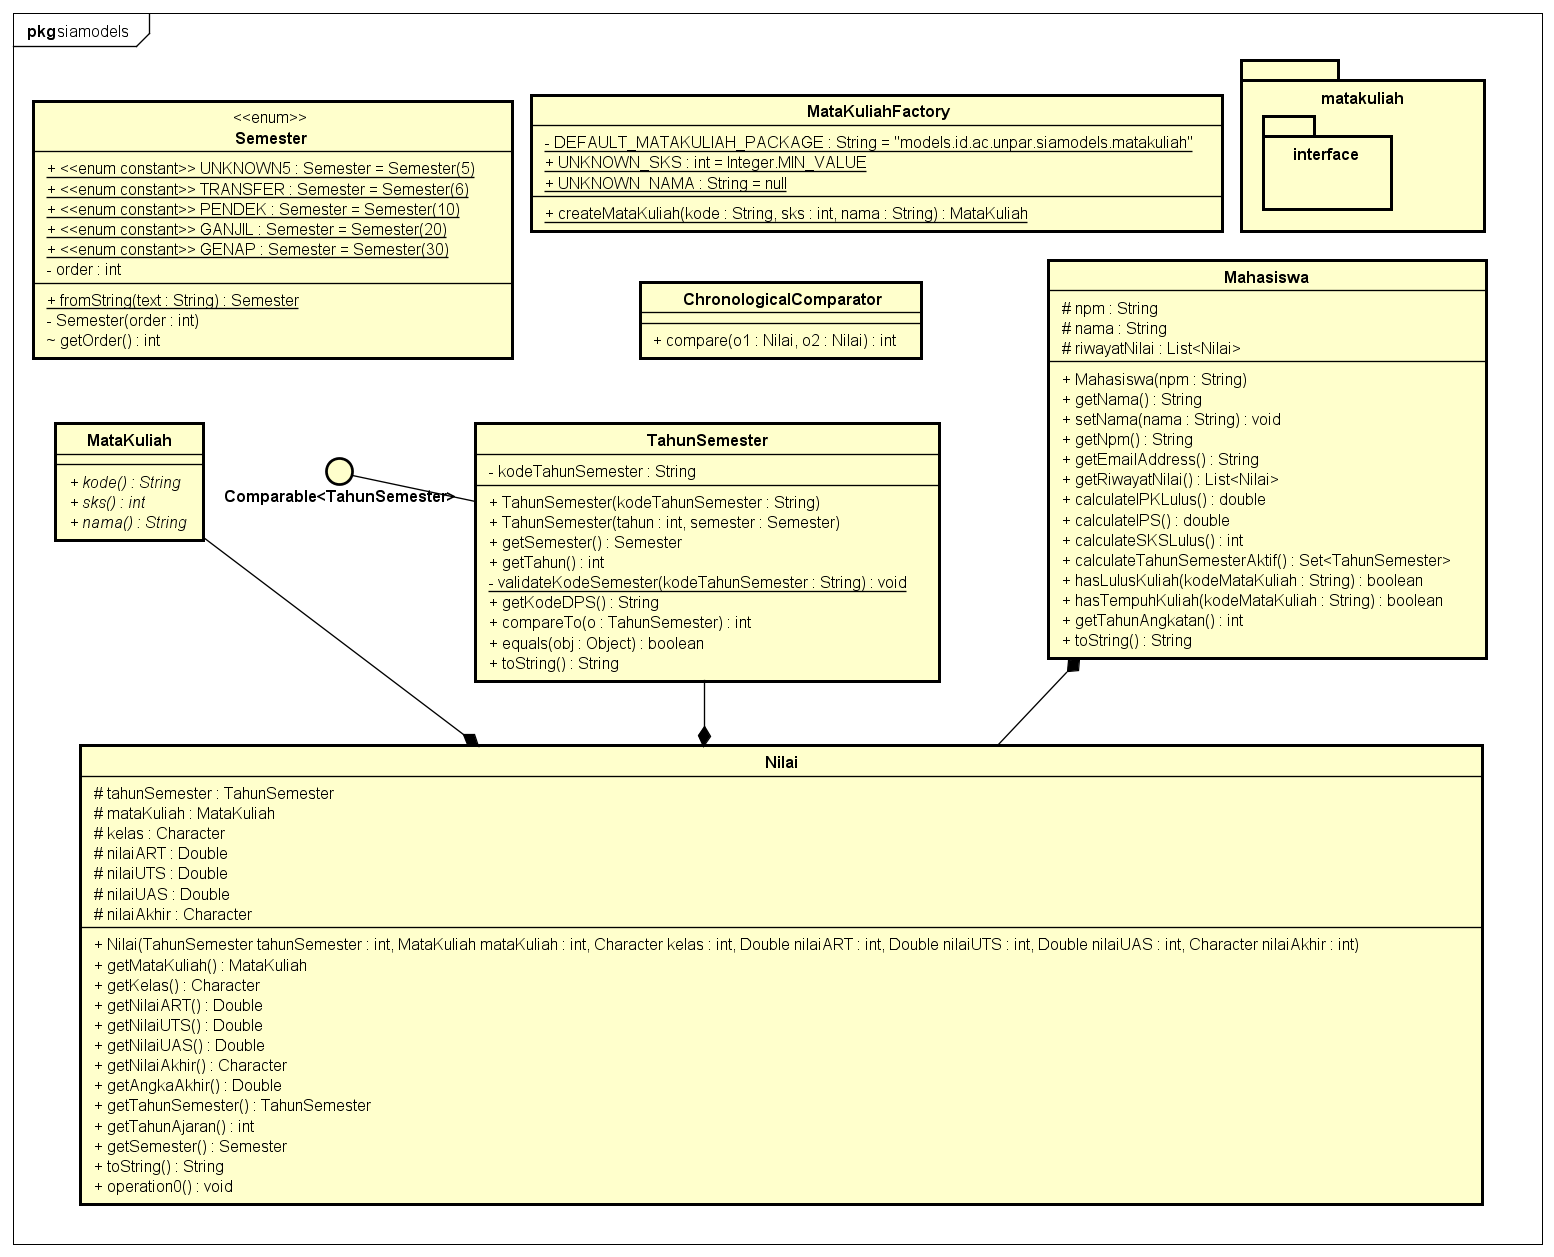 pkg siamodels
<<enum>>
Semester
+ <<enum constant>> UNKNOWN5 : Semester = Semester(5)
+ <<enum constant>> TRANSFER : Semester = Semester(6)
+ <<enum constant>> PENDEK : Semester = Semester(10)
+ <<enum constant>> GANJIL : Semester = Semester(20)
+ <<enum constant>> GENAP : Semester = Semester(30)
- order : int
+ fromString(text : String) : Semester
- Semester(order : int)
~ getOrder() : int
MataKuliahFactory
- DEFAULT_MATAKULIAH_PACKAGE : String = "models.id.ac.unpar.siamodels.matakuliah"
+ UNKNOWN_SKS : int = Integer.MIN_VALUE
+ UNKNOWN_NAMA : String = null
+ createMataKuliah(kode : String, sks : int, nama : String) : MataKuliah
matakuliah
interface
ChronologicalComparator
+ compare(o1 : Nilai, o2 : Nilai) : int
Mahasiswa
# npm : String
# nama : String
# riwayatNilai : List<Nilai>
+ Mahasiswa(npm : String)
+ getNama() : String
+ setNama(nama : String) : void
+ getNpm() : String
+ getEmailAddress() : String
+ getRiwayatNilai() : List<Nilai>
+ calculateIPKLulus() : double
+ calculateIPS() : double
+ calculateSKSLulus() : int
+ calculateTahunSemesterAktif() : Set<TahunSemester>
+ hasLulusKuliah(kodeMataKuliah : String) : boolean
+ hasTempuhKuliah(kodeMataKuliah : String) : boolean
+ getTahunAngkatan() : int
+ toString() : String
MataKuliah
+ kode() : String
+ sks() : int
+ nama() : String
Comparable<TahunSemester>
TahunSemester
- kodeTahunSemester : String
+ TahunSemester(kodeTahunSemester : String)
+ TahunSemester(tahun : int, semester : Semester)
+ getSemester() : Semester
+ getTahun() : int
- validateKodeSemester(kodeTahunSemester : String) : void
+ getKodeDPS() : String
+ compareTo(o : TahunSemester) : int
+ equals(obj : Object) : boolean
+ toString() : String
Nilai
# tahunSemester : TahunSemester
# mataKuliah : MataKuliah
# kelas : Character
# nilaiART : Double
# nilaiUTS : Double
# nilaiUAS : Double
# nilaiAkhir : Character
+ Nilai(TahunSemester tahunSemester : int, MataKuliah mataKuliah : int, Character kelas : int, Double nilaiART : int, Double nilaiUTS : int, Double nilaiUAS : int, Character nilaiAkhir : int)
+ getMataKuliah() : MataKuliah
+ getKelas() : Character
+ getNilaiART() : Double
+ getNilaiUTS() : Double
+ getNilaiUAS() : Double
+ getNilaiAkhir() : Character
+ getAngkaAkhir() : Double
+ getTahunSemester() : TahunSemester
+ getTahunAjaran() : int
+ getSemester() : Semester
+ toString() : String
+ operation0() : void